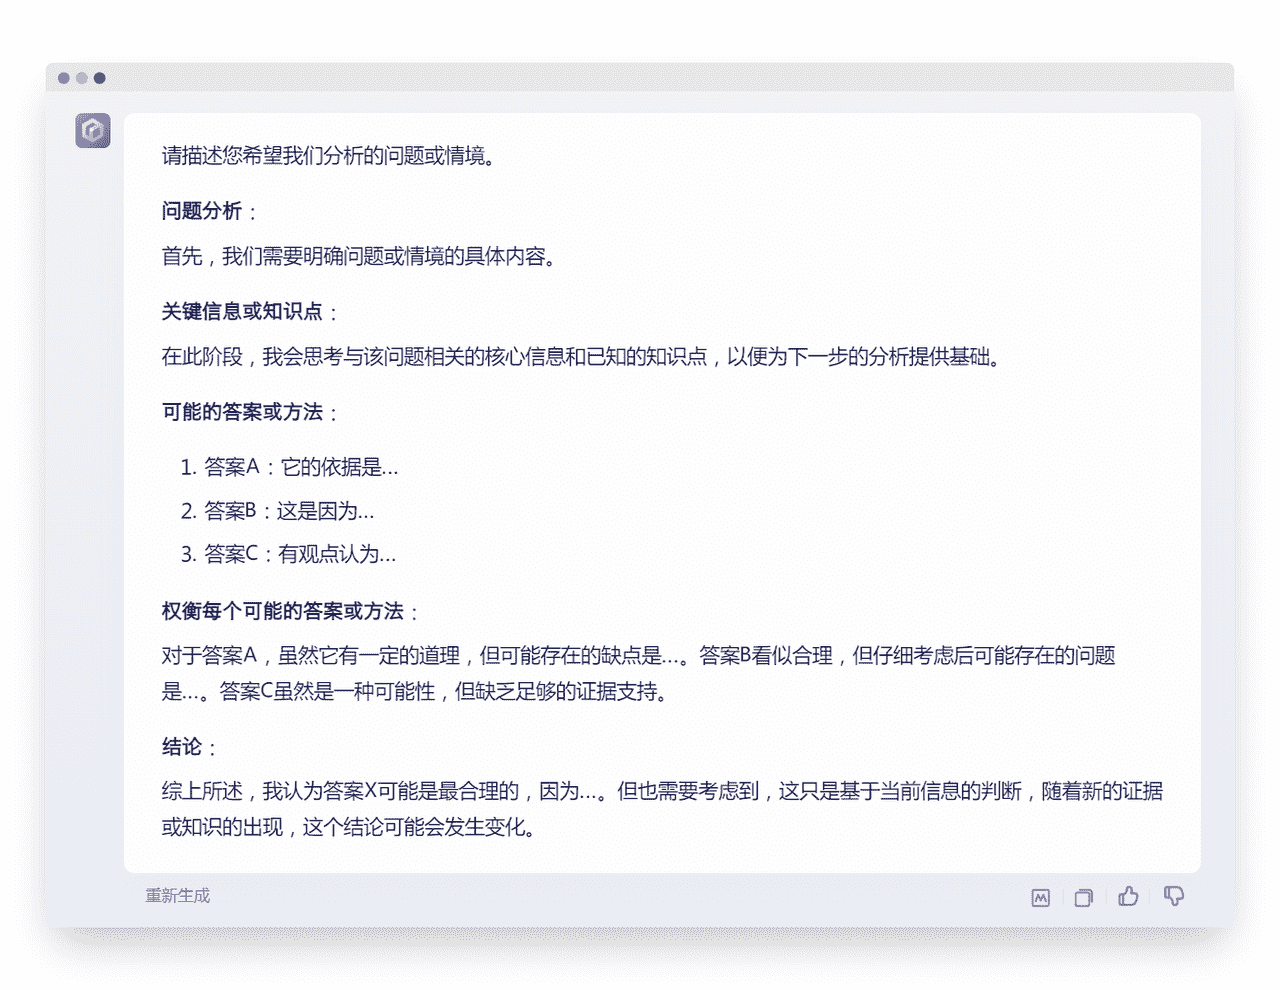 请描述您希望我们分析的问题或情境。
问题分析：
首先，我们需要明确问题或情境的具体内容。
关键信息或知识点：
在此阶段，我会思考与该问题相关的核心信息和已知的知识点，以便为下一步的分析提供基础。
可能的答案或方法：
1. 答案A：它的依据是...
2. 答案B：这是因为...
3. 答案C：有观点认为...
权衡每个可能的答案或方法：
对于答案A，虽然它有一定的道理，但可能存在的缺点是...。答案B看似合理，但仔细考虑后可能存在的问题
是...。答案C虽然是一种可能性，但缺乏足够的证据支持。
结论：
综上所述，我认为答案X可能是最合理的，因为...。但也需要考虑到，这只是基于当前信息的判断，随着新的证据
或知识的出现，这个结论可能会发生变化。
重新生成